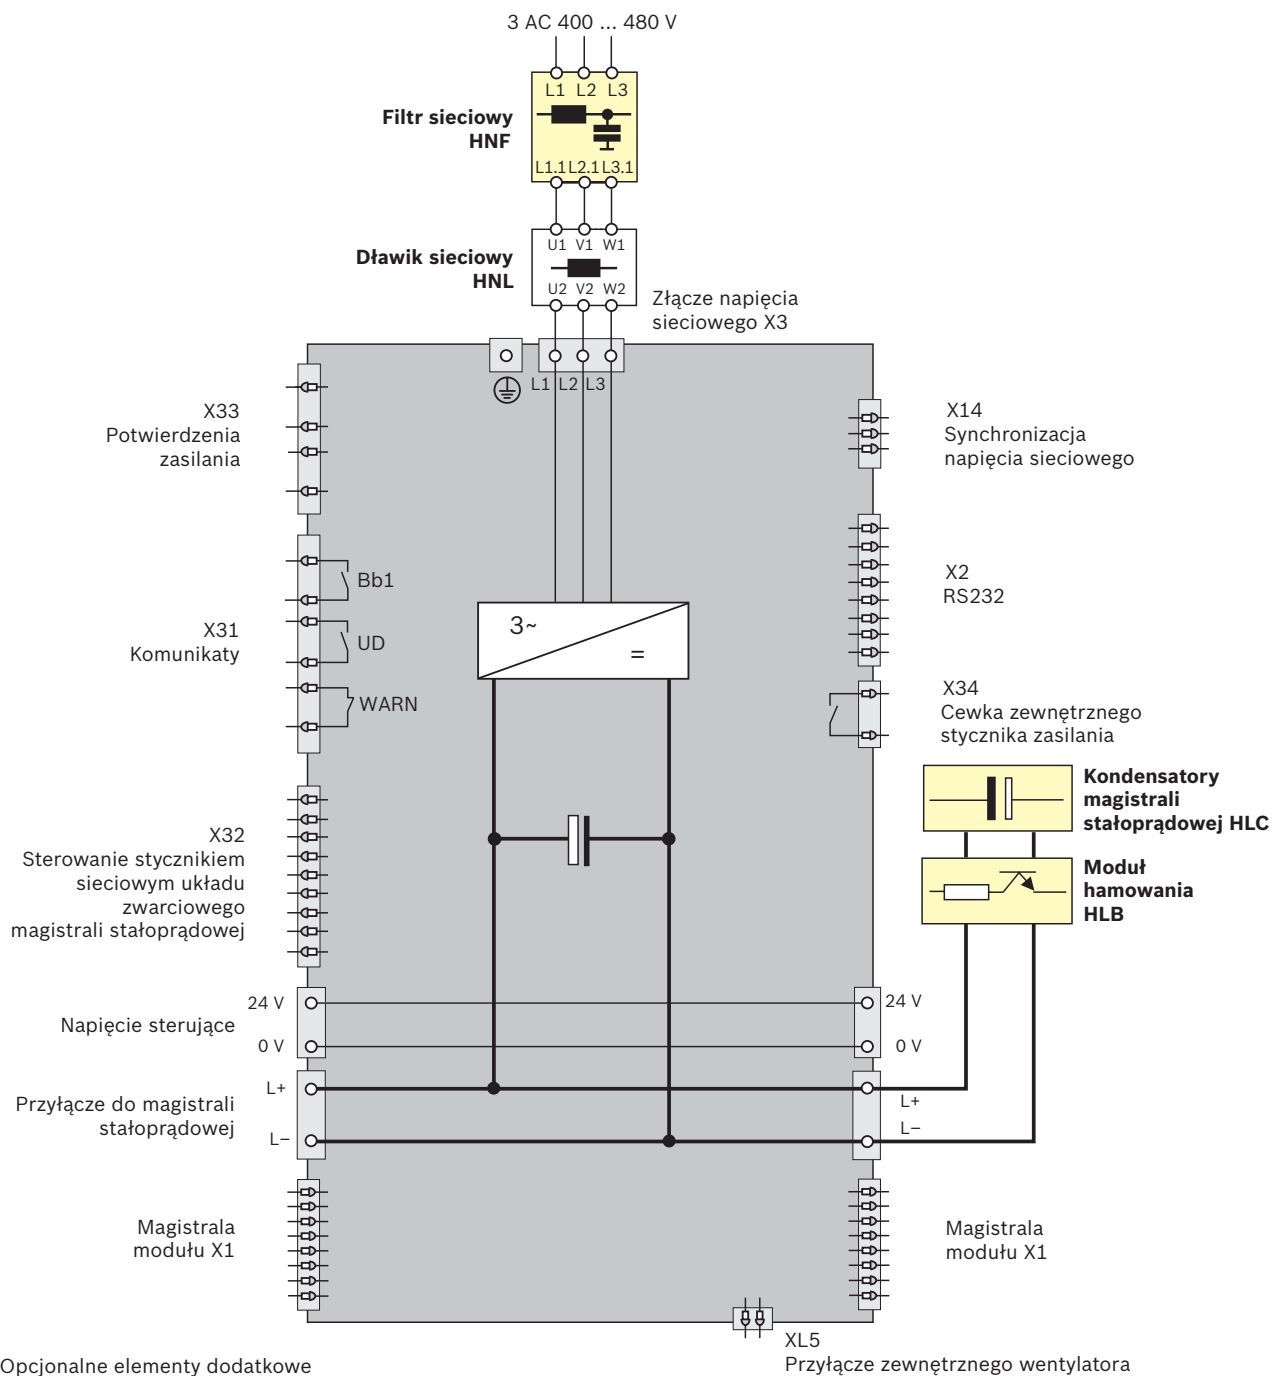 3 AC 400 ... 480 V
L1 L2 L3
Filtr sieciowy
HNF
L1.1 L2.1 L3.1
U1 V1 W1
Dławik sieciowy
HNL
U2 V2 W2
Złącze napięcia
sieciowego X3
L1 L2 L3
X33
Potwierdzenia
zasilania
X14
Synchronizacja
napięcia sieciowego
Bb1
X31
Komunikaty
UD
WARN
3~
=
X2
RS232
X34
Cewka zewnętrznego
stycznika zasilania
Kondensatory
magistrali
stałoprądowej HLC
Moduł
hamowania
HLB
X32
Sterowanie stycznikiem
sieciowym układu
zwarciowego
magistrali stałoprądowej
24 V
Napięcie sterujące
0 V
24 V
0 V
L+
Przyłącze do magistrali
stałoprądowej
L–
L+
L–
Magistrala
modułu X1
Magistrala
modułu X1
XL5
Przyłącze zewnętrznego wentylatora
Opcjonalne elementy dodatkowe